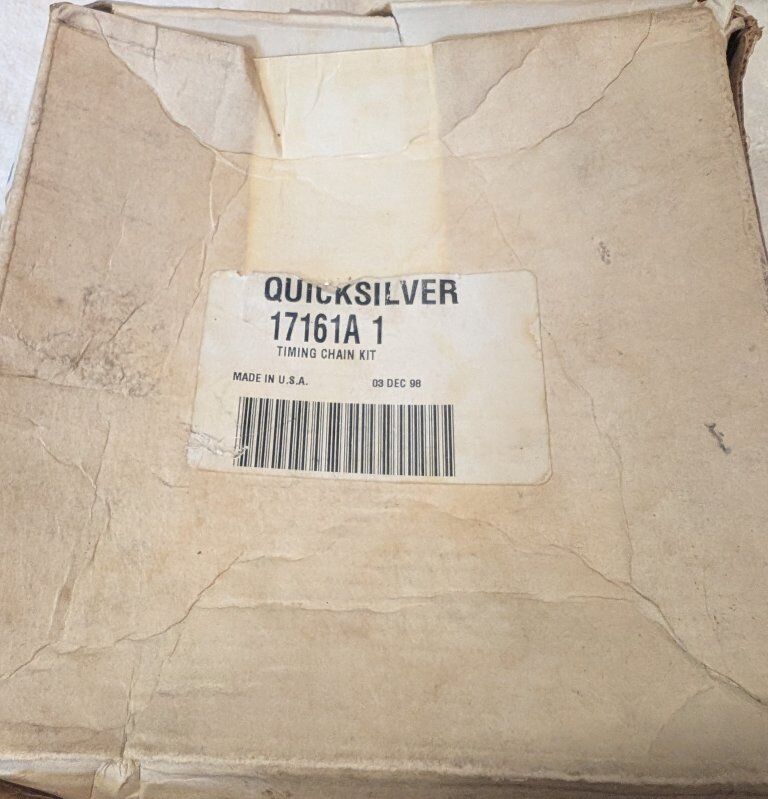 QUICKSILVER
17161A 1
TIMING CHAIN KIT
MADE IN U.S.A. 03 DEC 98